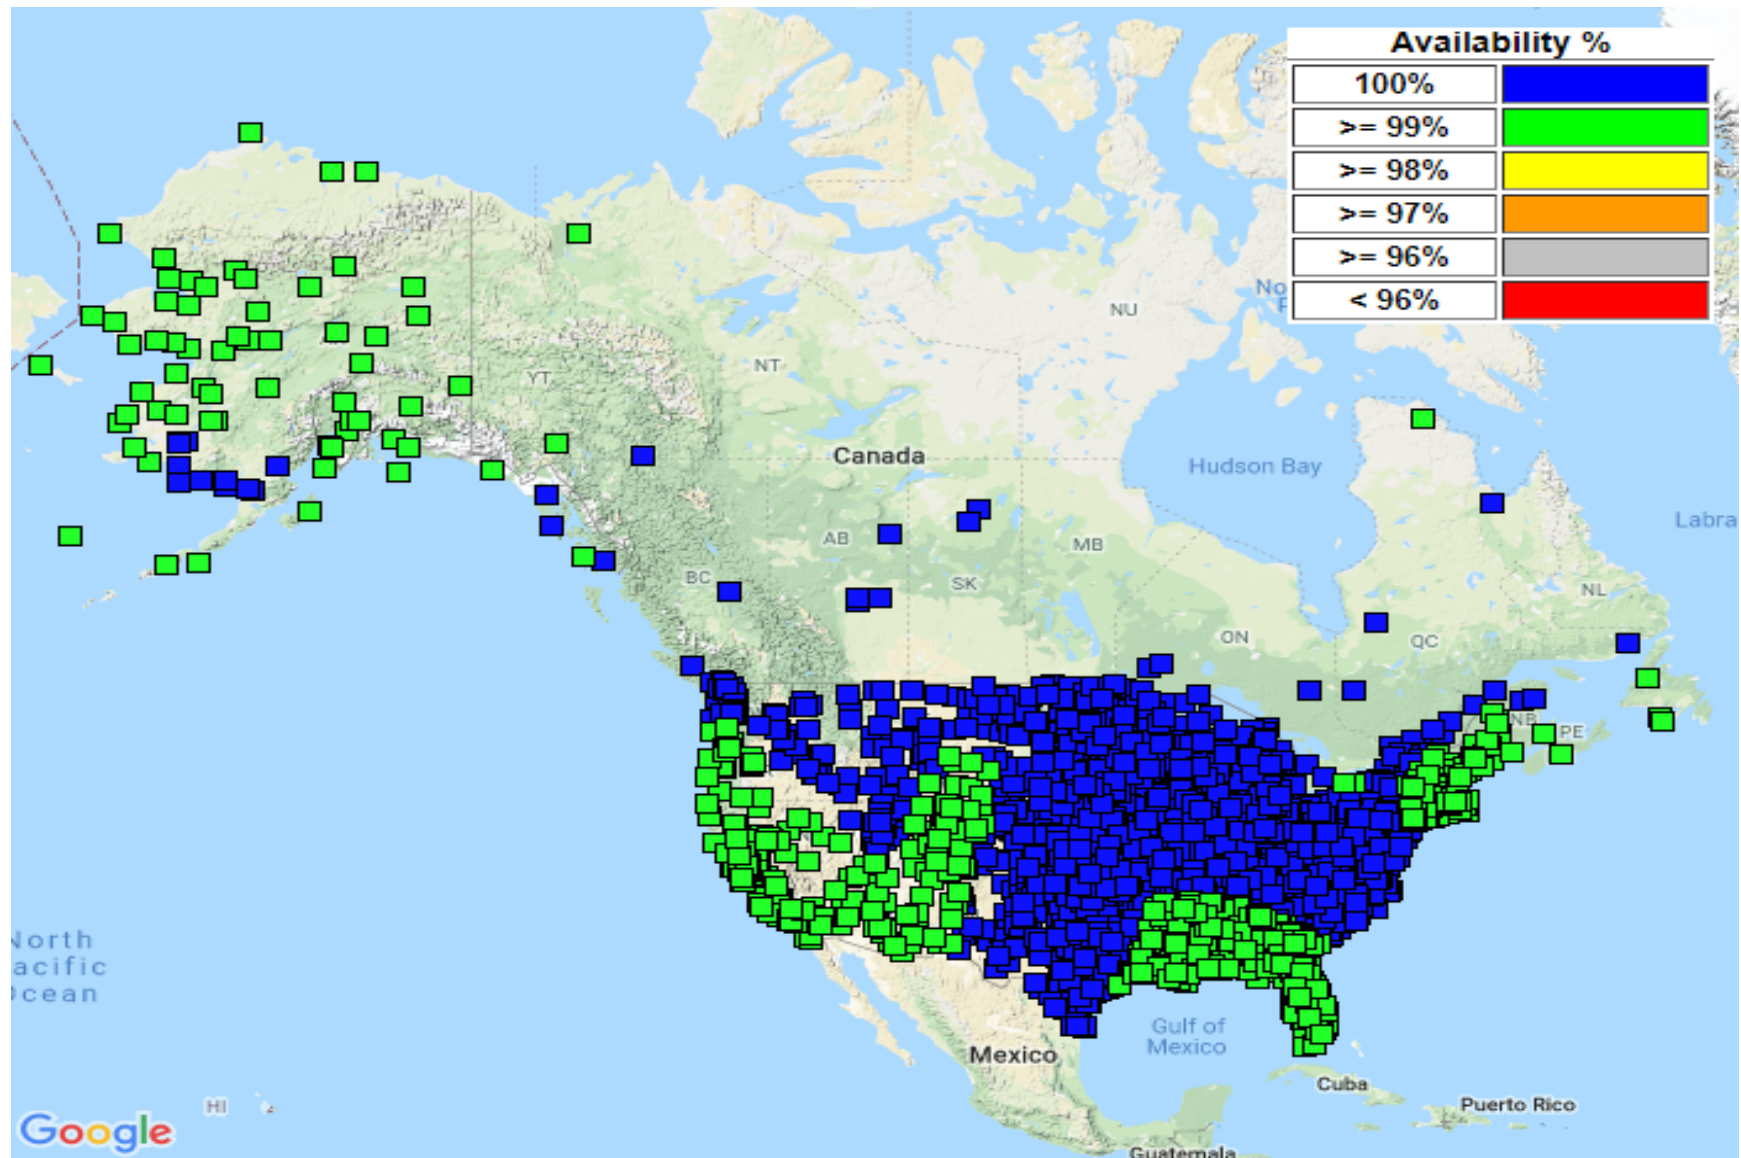 Availability %
100%
>= 99%
>= 98%
>= 97%
>= 96%
< 96%
No
NU
NT
YT
Canada
Hudson Bay
Labra
AB
MB
BC
SK
NL
ON
QC
NB
PE
North
acific
Ocean
Gulf of
Mexico
Mexico
Cuba
HI
Puerto Rico
Google
Guatemala